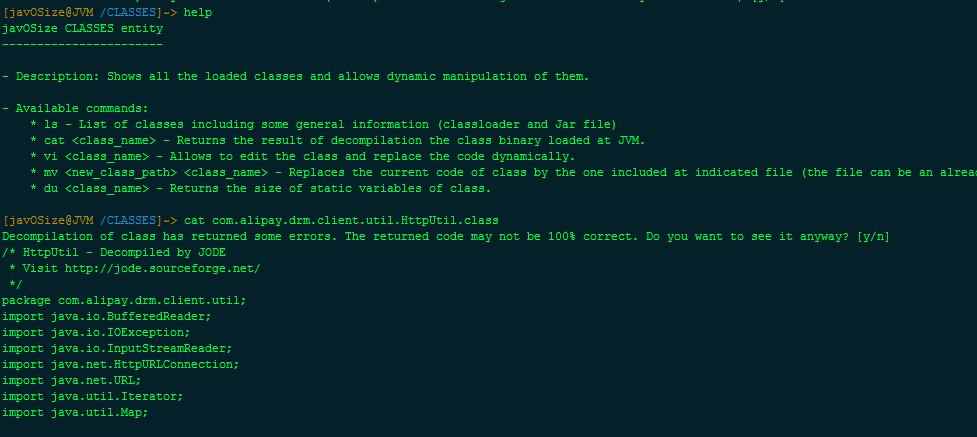 [javOSize@JVM /CLASSES]~> help
javOSize CLASSES entity
-----------------------
- Description: Shows all the loaded classes and allows dynamic manipulation of them.
- Available commands:
* ls - List of classes including some general information (classloader and Jar file)
* cat <class_name> - Returns the result of decompilation the class binary loaded at JVM.
* vi <class_name> - Allows to edit the class and replace the code dynamically.
* mv <new_class_path> <class_name> - Replaces the current code of class by the one included at indicated file (the file can be an alrea
* du <class_name> - Returns the size of static variables of class.
[javOSize@JVM /CLASSES]~> cat com.alipay.drm.client.util.HttpUtil.class
Decompilation of class has returned some errors. The returned code may not be 100% correct. Do you want to see it anyway? [y/n]
/* HttpUtil - Decompiled by JODE
* Visit http://jode.sourceforge.net/
*/
package com.alipay.drm.client.util;
import java.io.BufferedReader;
import java.io.IOException;
import java.io.InputStreamReader;
import java.net.HttpURLConnection;
import java.net.URL;
import java.util.Iterator;
import java.util.Map;